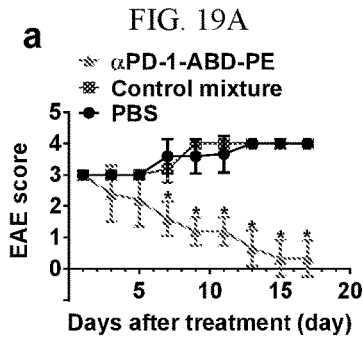 FIG. 19A
a
αPD-1-ABD-PE
Control mixture
PBS
EAE score
5
4
3
2
1
0
* * * * * *
0 5 10 15 20
Days after treatment (day)